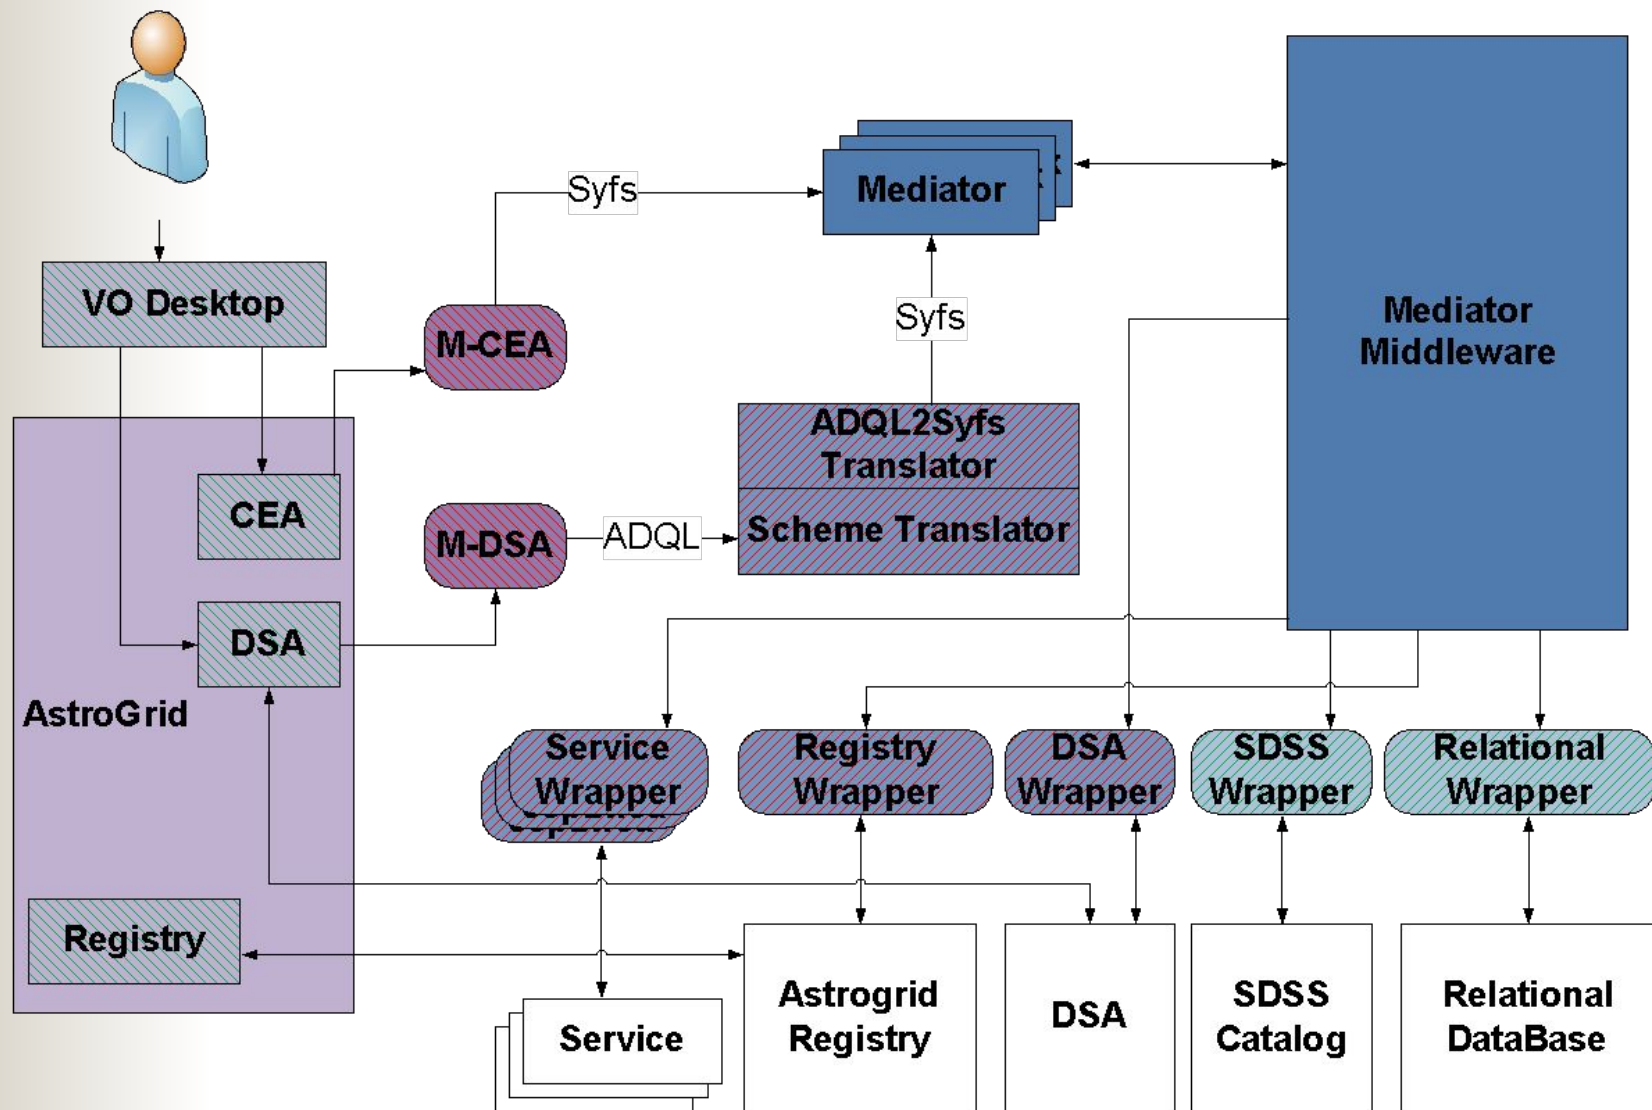 Syfs
Mediator
VO Desktop
M-CEA
Syfs
Mediator
Middleware
ADQL2Syfs
Translator
CEA
M-DSA
ADQL
Scheme Translator
DSA
AstroGrid
Service
Wrapper
Registry
Wrapper
DSA
Wrapper
SDSS
Wrapper
Relational
Wrapper
Registry
Service
Astrogrid
Registry
DSA
SDSS
Catalog
Relational
DataBase